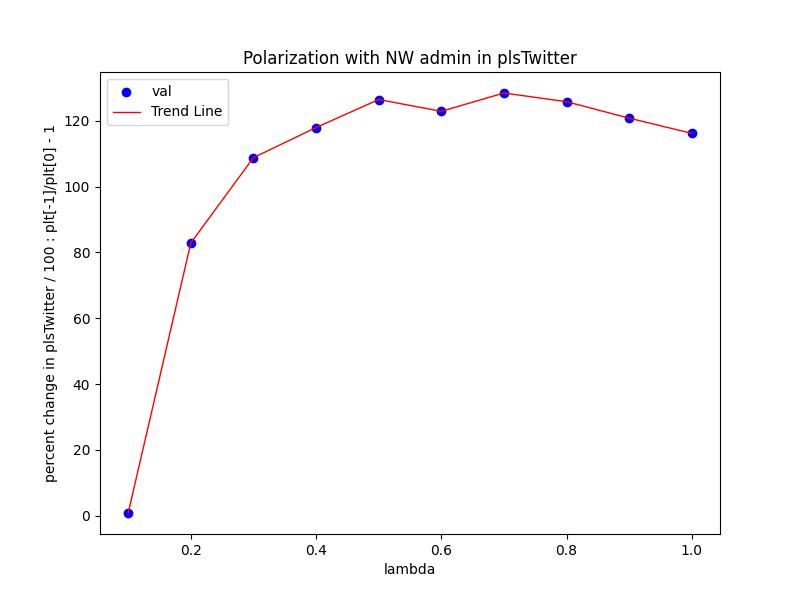 Polarization with NW admin in plsTwitter
val
Trend Line
percent change in plsTwitter / 100 : plt[-1]/plt[0] - 1
120
100
80
60
40
20
0
0.2
0.4
0.6
0.8
1.0
lambda